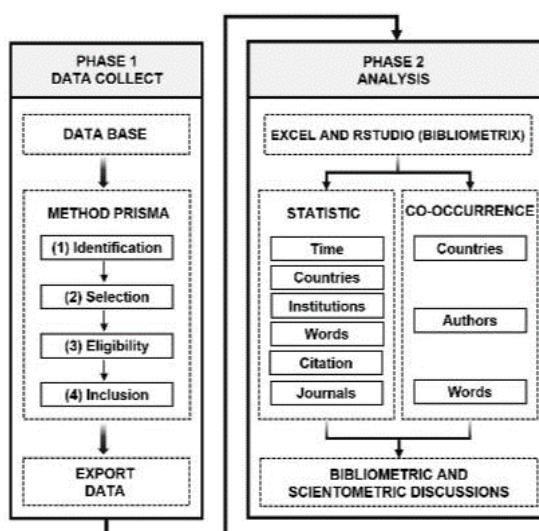 PHASE 1
DATA COLLECT
DATA BASE
METHOD PRISMA
(1) Identification
(2) Selection
(3) Eligibility
(4) Inclusion
EXPORT
DATA
PHASE 2
ANALYSIS
EXCEL AND RSTUDIO (BIBLIOMETRIX)
STATISTIC
Time
Countries
Institutions
Words
Citation
Journals
CO-OCCURRENCE
Countries
Authors
Words
BIBLIOMETRIC AND
SCIENTOMETRIC DISCUSSIONS